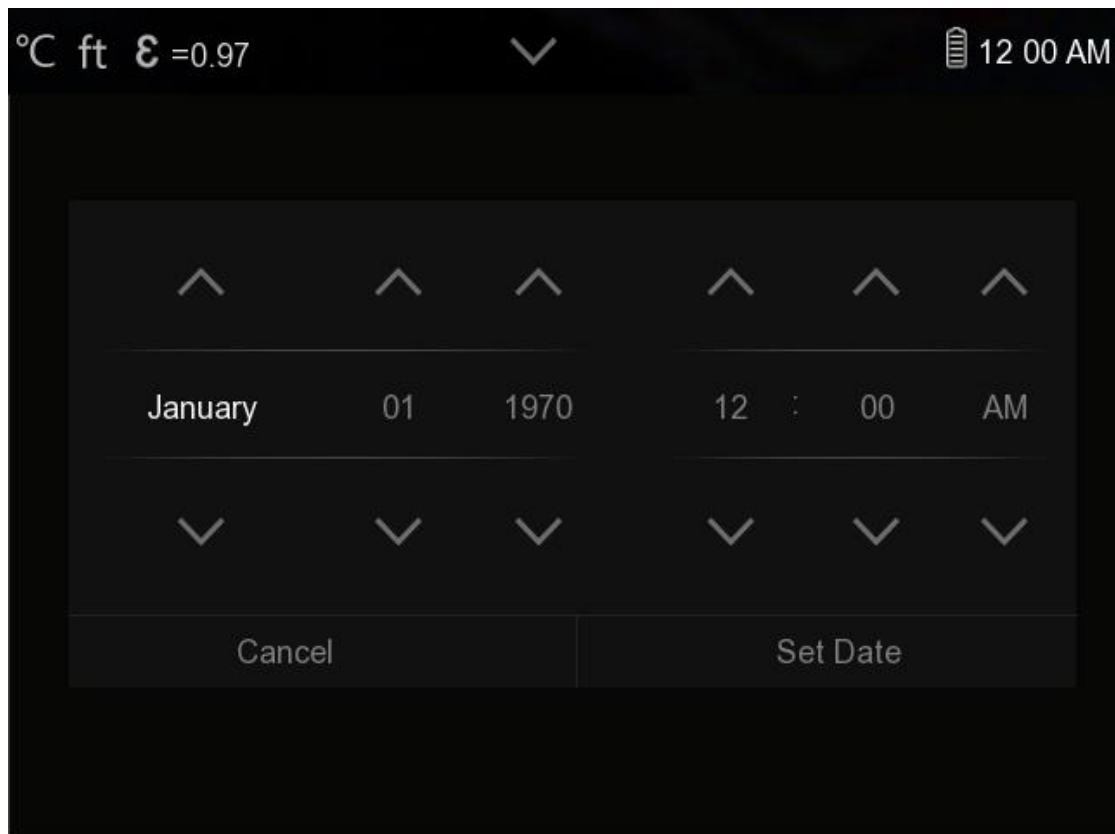 ℃ ft ε =0.97 12 00 AM
January 01 1970 12 : 00 AM
Cancel Set Date